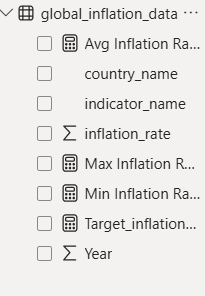 global_inflation_data ...
Avg Inflation Ra...
country_name
indicator_name
inflation_rate
Max Inflation R...
Min Inflation Ra...
Target_inflation...
Year